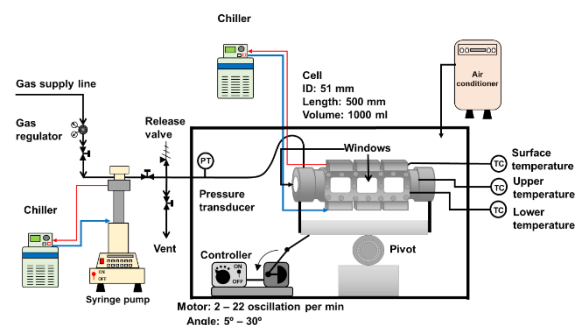 Chiller
Cell
ID: 51 mm
Length: 500 mm
Volume: 1000 ml
Air
conditioner
Gas supply line
Gas
regulator
Release
valve
PT
Pressure
transducer
Windows
TC
Surface
temperature
TC
Upper
temperature
TC
Lower
temperature
Chiller
Vent
ON
OFF
Syringe pump
Controller
ON
OFF
Pivot
Motor: 2 – 22 oscillation per min
Angle: 5º – 30º